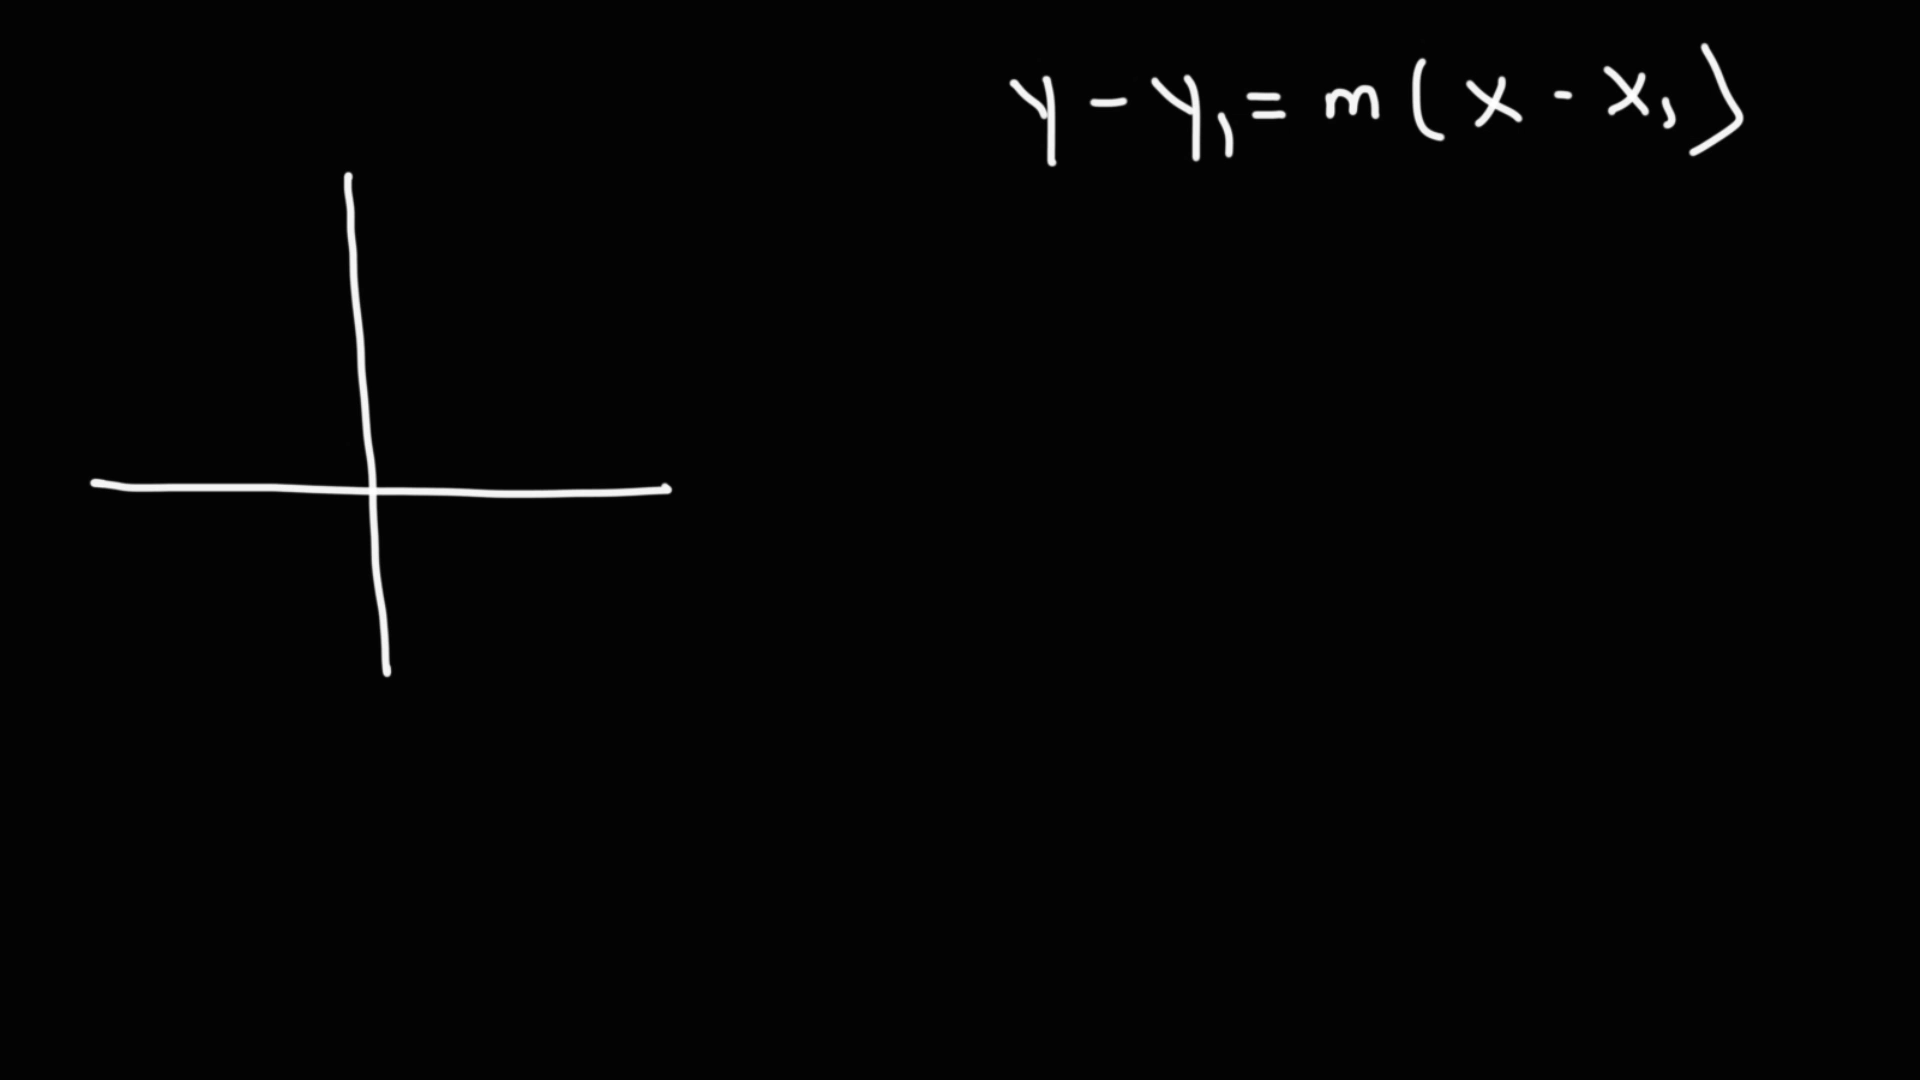 y - y₁ = m(x - x₁)